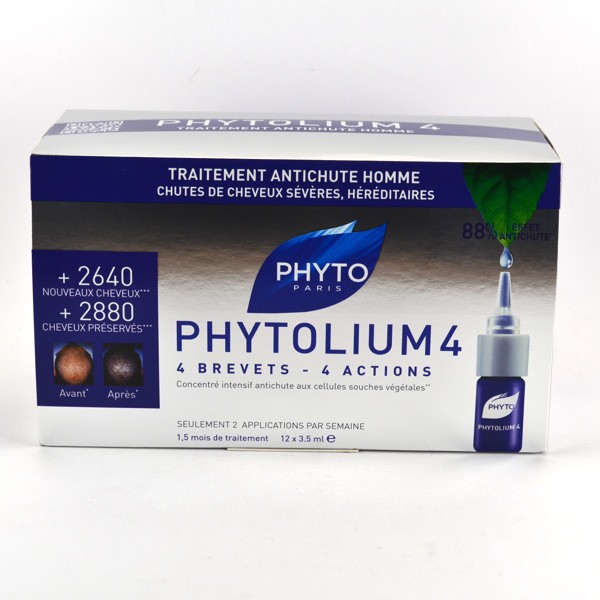 PHYTOLIUM 4
TRAITEMENT ANTICHUTE HOMME
TRAITEMENT ANTICHUTE HOMME
CHUTES DE CHEVEUX SÉVÈRES, HÉRÉDITAIRES
88% EFFET
ANTICHUTE*
+ 2640
NOUVEAUX CHEVEUX***
+ 2880
CHEVEUX PRÉSERVÉS***
Avant* Après*
PHYTO
PARIS
PHYTOLIUM 4
4 BREVETS - 4 ACTIONS
Concentré intensif antichute aux cellules souches végétales**
SEULEMENT 2 APPLICATIONS PAR SEMAINE
1,5 mois de traitement 12 x 3.5 ml ℮
PHYTO
PHYTOLIUM 4